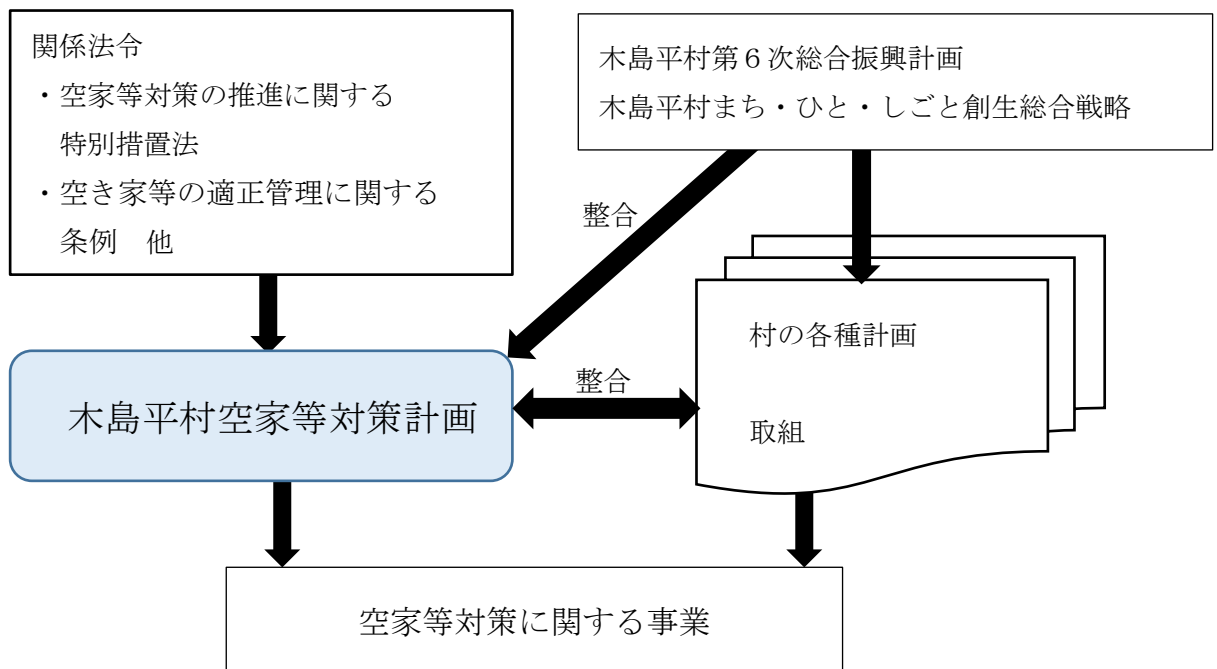 関係法令
・空家等対策の推進に関する
特別措置法
・空き家等の適正管理に関する
条例　他
木島平村第６次総合振興計画
木島平村まち・ひと・しごと創生総合戦略
整合
村の各種計画
取組
整合
木島平村空家等対策計画
空家等対策に関する事業